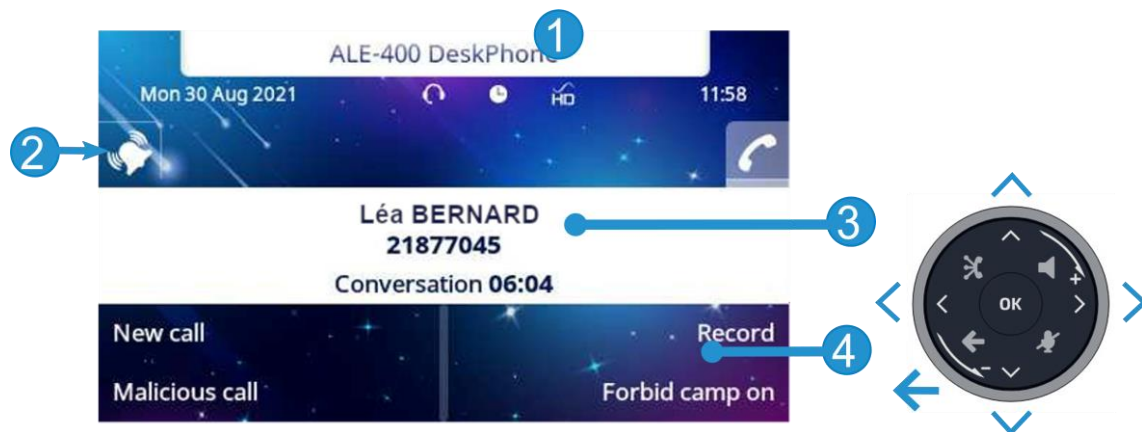 1
ALE-400 DeskPhone
Mon 30 Aug 2021
HD
11:58
2
Léa BERNARD
21877045
3
Conversation 06:04
New call
Record
4
Malicious call
Forbid camp on
+
OK
-